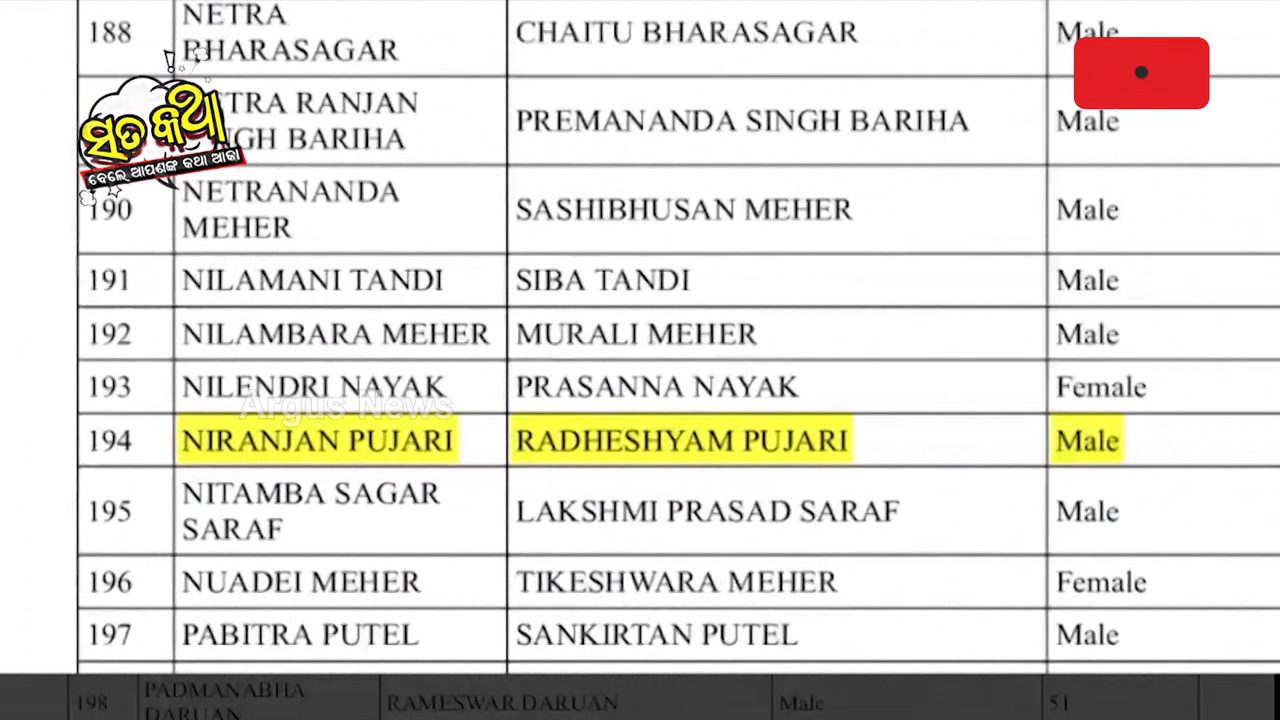 188 NETRA BHARASAGAR CHAITU BHARASAGAR Male
RANJAN BARIHA PREMANANDA SINGH BARIHA Male
ସତ କଥା
ବେଲେ ଆପଣଙ୍କ କଥା ଆକା
190 NETRANANDA MEHER SASHIBHUSAN MEHER Male
191 NILAMANI TANDI SIBA TANDI Male
192 NILAMBARA MEHER MURALI MEHER Male
193 NILENDRI NAYAK PRASANNA NAYAK Female
Argus News
194 NIRANJAN PUJARI RADHESHYAM PUJARI Male
195 NITAMBA SAGAR SARAF LAKSHMI PRASAD SARAF Male
196 NUADEI MEHER TIKESHWARA MEHER Female
197 PABITRA PUTEL SANKIRTAN PUTEL Male
198 PADMANABHA DARUAN RAMESWAR DARUAN Male 51